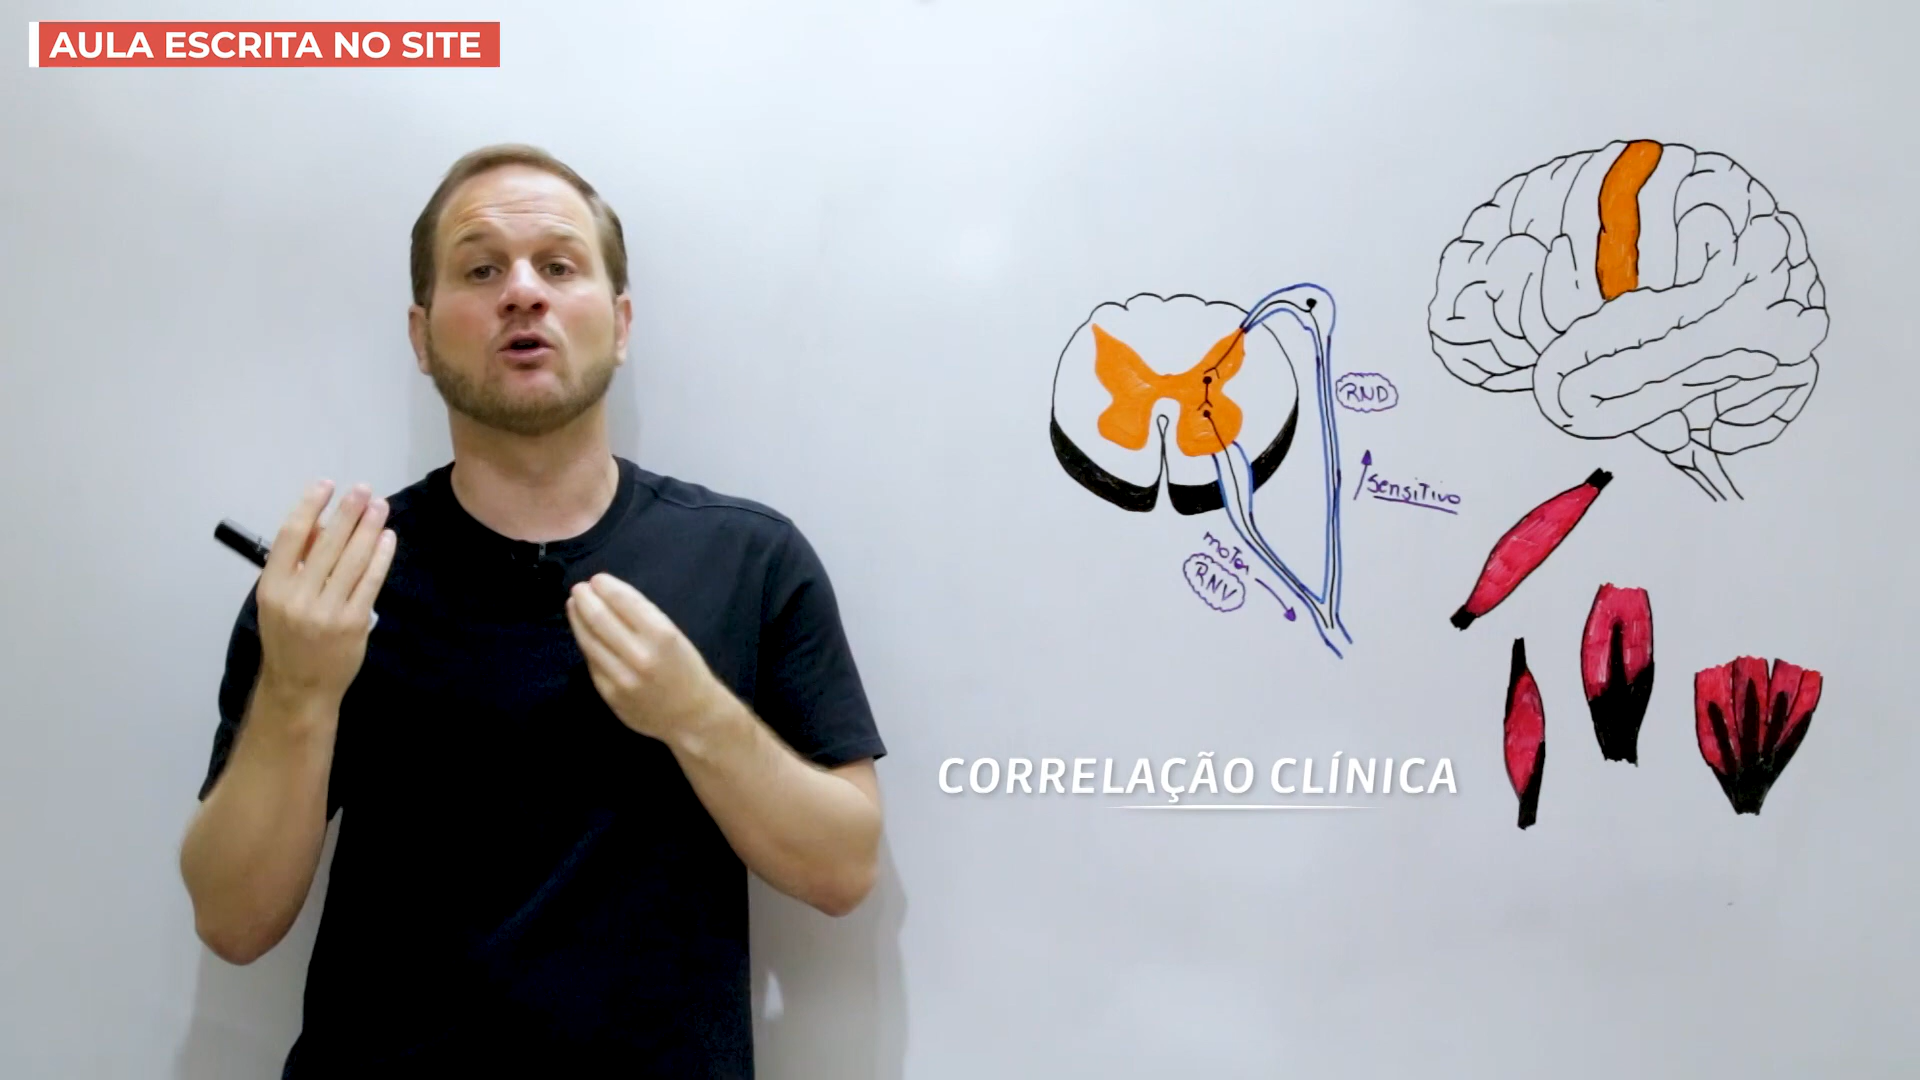 AULA ESCRITA NO SITE
RND
sensitivo
motor
RNV
CORRELAÇÃO CLÍNICA